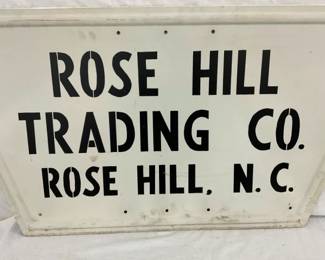 ROSE HILL
TRADING CO.
ROSE HILL, N.C.